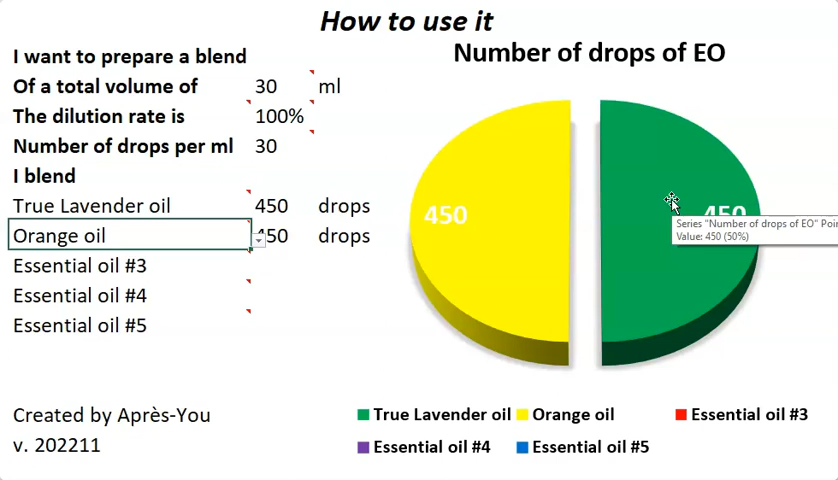 How to use it
I want to prepare a blend
Of a total volume of 30 ml
The dilution rate is 100%
Number of drops per ml 30
I blend
True Lavender oil 450 drops
Orange oil 450 drops
Essential oil #3
Essential oil #4
Essential oil #5
Created by Après-You
v. 202211
Number of drops of EO
450
450
Series "Number of drops of EO" Poi
Value: 450 (50%)
True Lavender oil Orange oil Essential oil #3
Essential oil #4 Essential oil #5